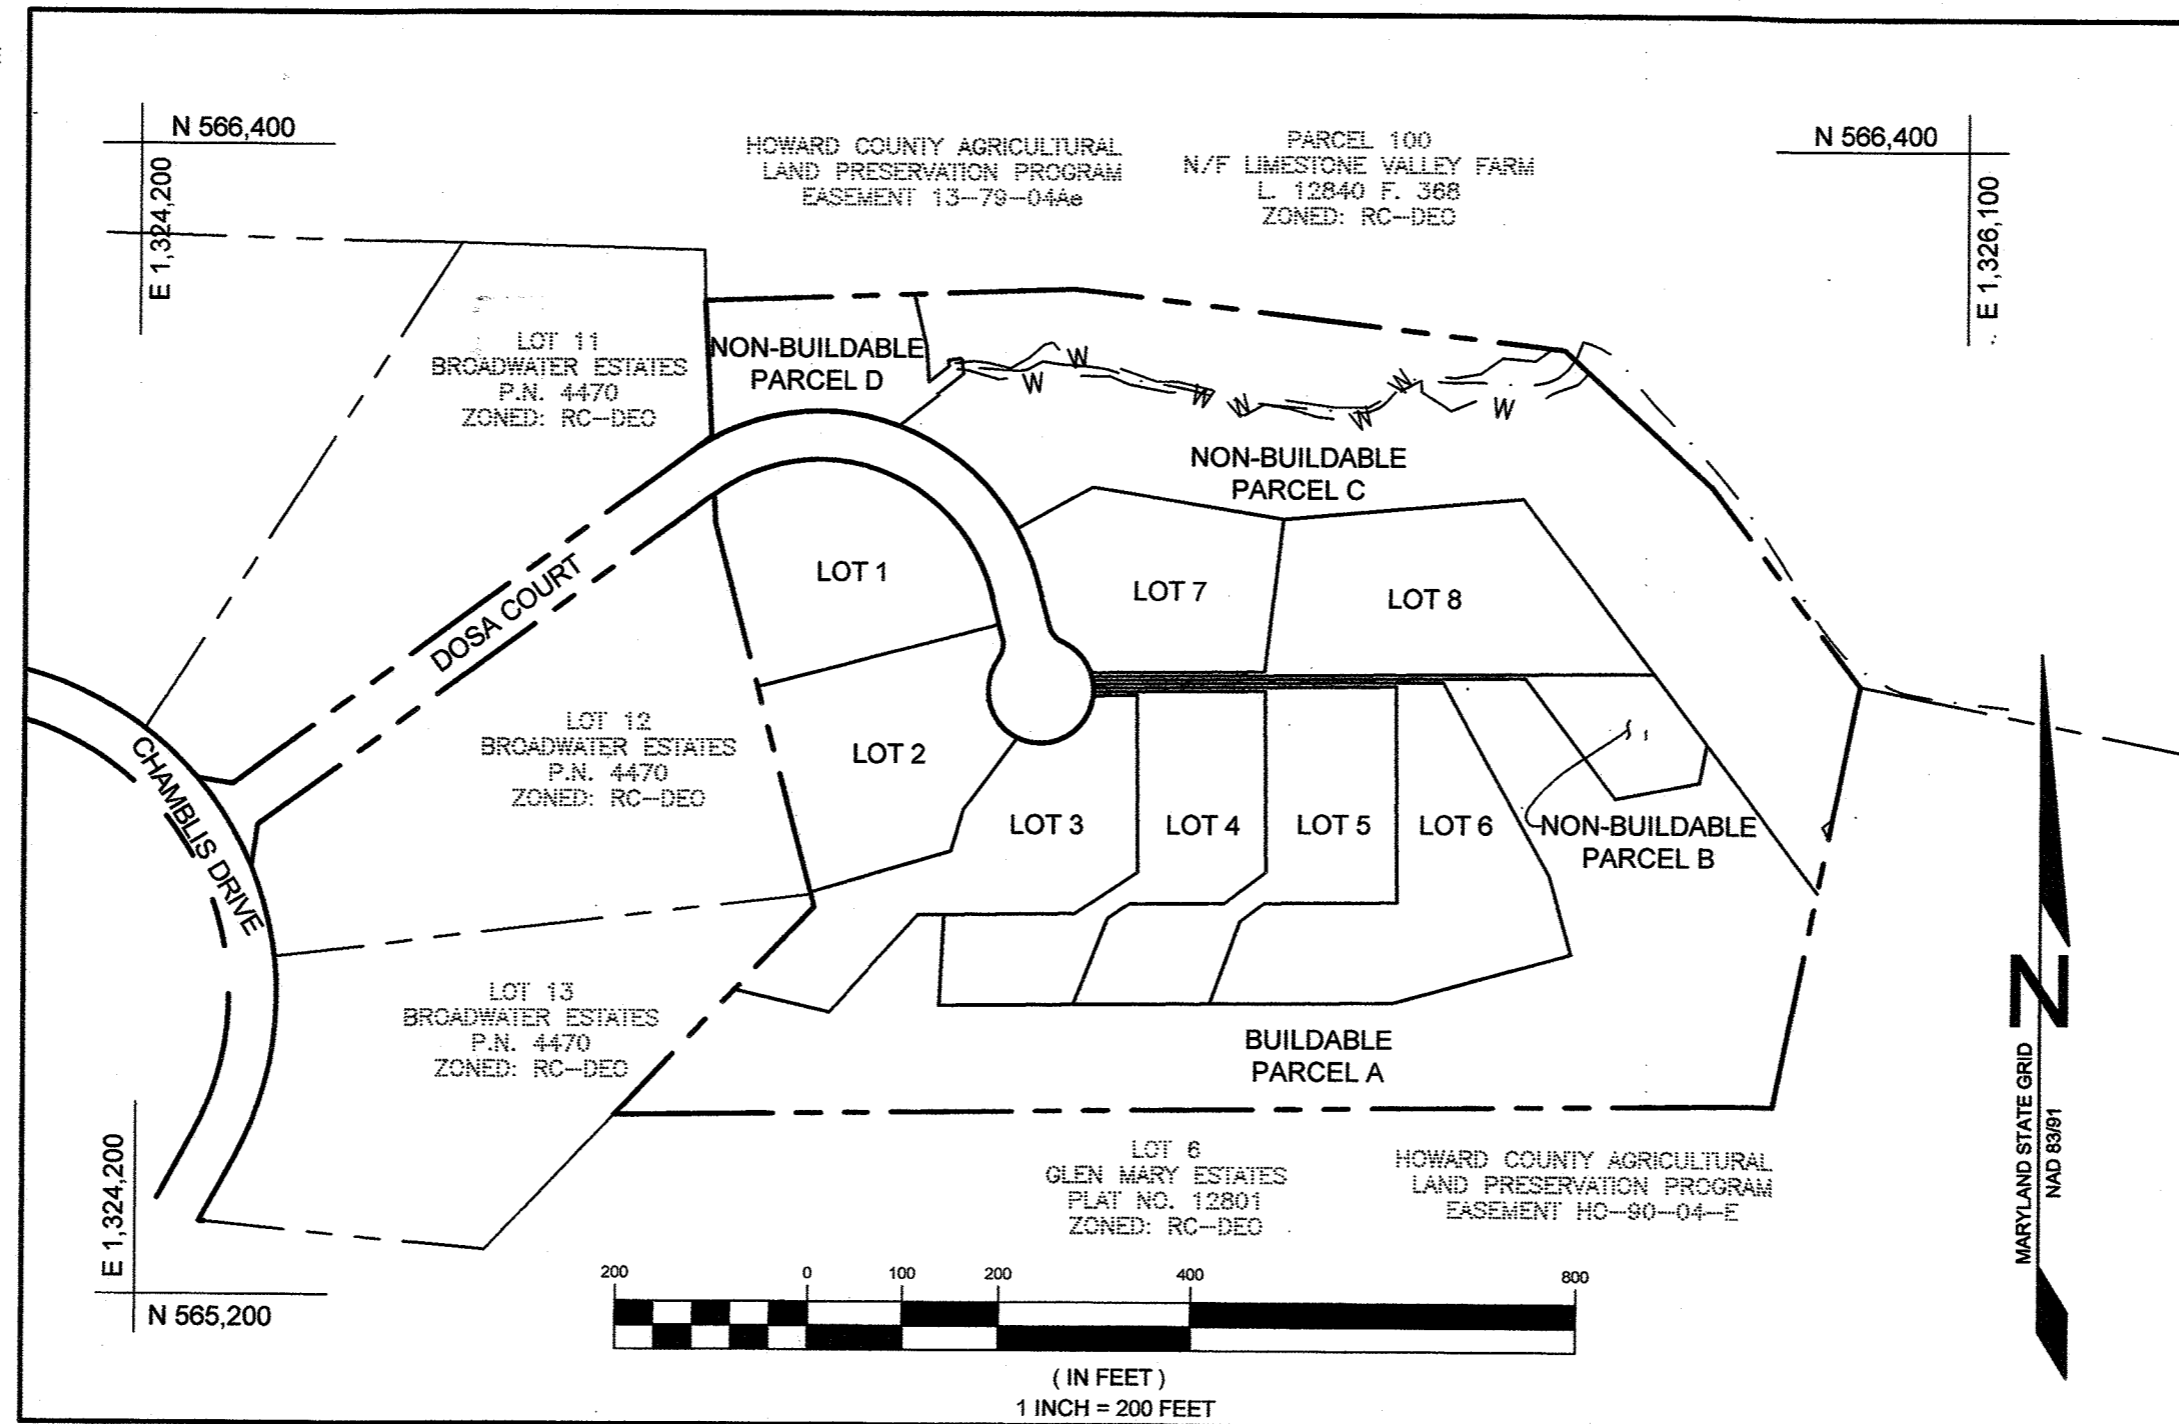 N 566,400
E 1,324,200
HOWARD COUNTY AGRICULTURAL
LAND PRESERVATION PROGRAM
EASEMENT 13-79-04Ae
PARCEL 100
N/F LIMESTONE VALLEY FARM
L. 12840 F. 368
ZONED: RC-DEO
N 566,400
E 1,326,100
LOT 11
BROADWATER ESTATES
P.N. 4470
ZONED: RC-DEO
NON-BUILDABLE
PARCEL D
W
W
W
W
W
W
W
NON-BUILDABLE
PARCEL C
DOSA COURT
LOT 1
LOT 7
LOT 8
CHAMBLIS DRIVE
LOT 12
BROADWATER ESTATES
P.N. 4470
ZONED: RC-DEO
LOT 2
LOT 3
LOT 4
LOT 5
LOT 6
NON-BUILDABLE
PARCEL B
LOT 13
BROADWATER ESTATES
P.N. 4470
ZONED: RC-DEO
BUILDABLE
PARCEL A
N
MARYLAND STATE GRID
NAD 83/91
LOT 6
GLEN MARY ESTATES
PLAT NO. 12801
ZONED: RC-DEO
HOWARD COUNTY AGRICULTURAL
LAND PRESERVATION PROGRAM
EASEMENT HO-90-04-E
E 1,324,200
N 565,200
200 0 100 200 400 800
( IN FEET )
1 INCH = 200 FEET